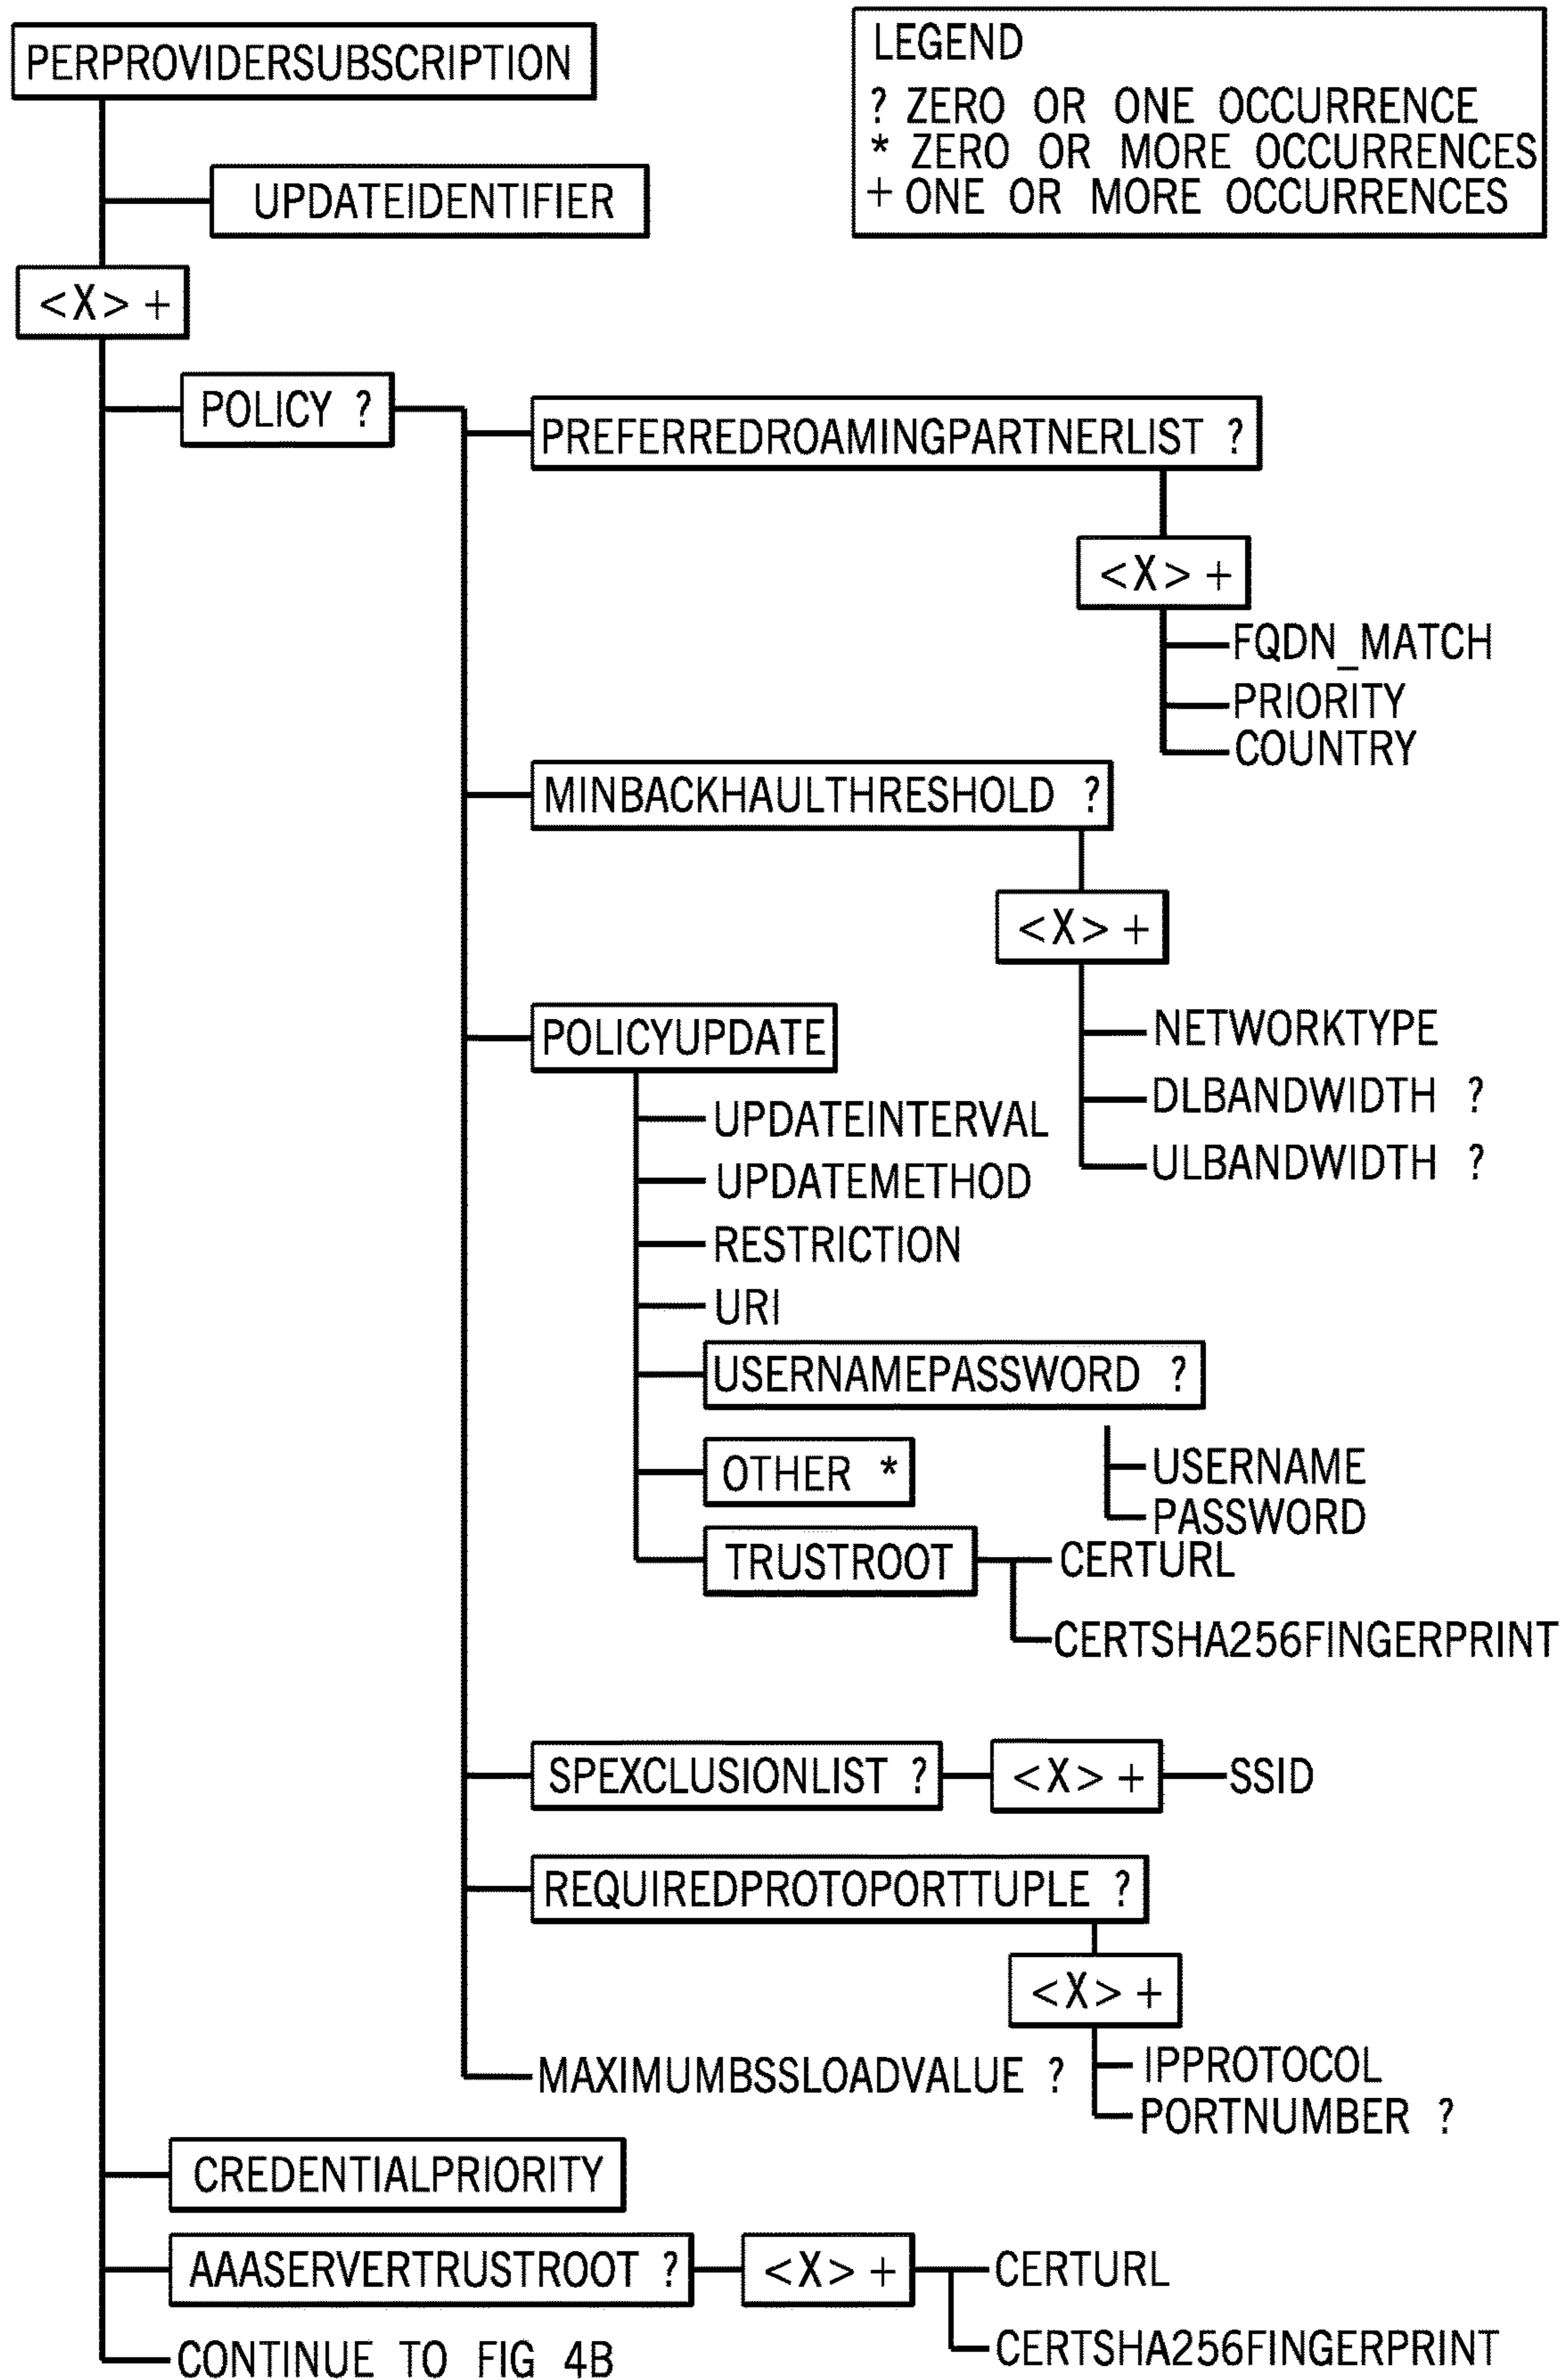 PERPROVIDERSUBSCRIPTION
LEGEND
? ZERO OR ONE OCCURRENCE
* ZERO OR MORE OCCURRENCES
+ ONE OR MORE OCCURRENCES
UPDATEIDENTIFIER
<X> +
POLICY ?
PREFERREDROAMINGPARTNERLIST ?
<X> +
FQDN_MATCH
PRIORITY
COUNTRY
MINBACKHAULTHRESHOLD ?
<X> +
NETWORKTYPE
DLBANDWIDTH ?
ULBANDWIDTH ?
POLICYUPDATE
UPDATEINTERVAL
UPDATEMETHOD
RESTRICTION
URI
USERNAMEPASSWORD ?
USERNAME
PASSWORD
OTHER *
TRUSTROOT
CERTURL
CERTSHA256FINGERPRINT
SPEXCLUSIONLIST ?
<X> +
SSID
REQUIREDPROTOPORTTUPLE ?
<X> +
IPPROTOCOL
PORTNUMBER ?
MAXIMUMBSSLOADVALUE ?
CREDENTIALPRIORITY
AAASERVERTRUSTROOT ?
<X> +
CERTURL
CERTSHA256FINGERPRINT
CONTINUE TO FIG 4B